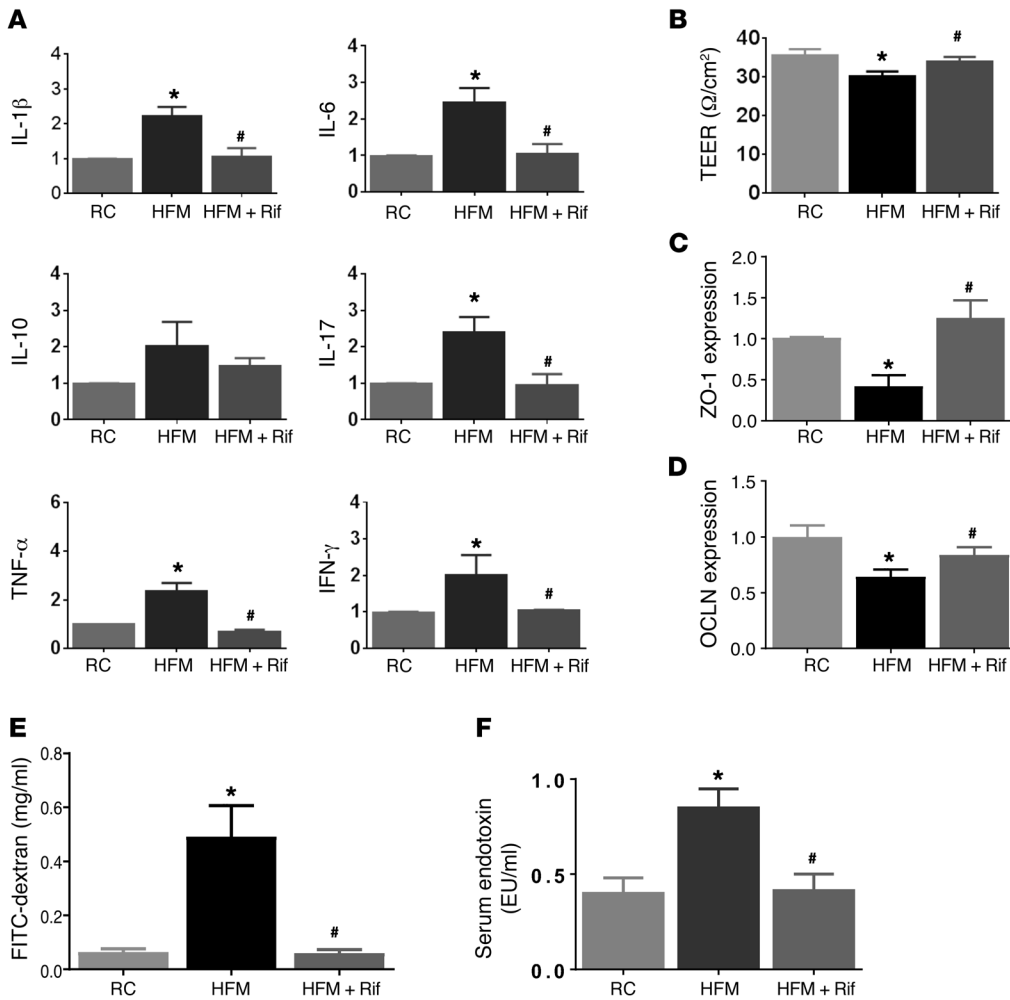 A
IL-1β
4
3
2
1
0
*
#
RC HFM HFM + Rif
IL-6
4
3
2
1
0
*
#
RC HFM HFM + Rif
IL-10
4
3
2
1
0
RC HFM HFM + Rif
IL-17
4
3
2
1
0
*
#
RC HFM HFM + Rif
TNF-α
6
4
2
0
*
#
RC HFM HFM + Rif
IFN-γ
4
3
2
1
0
*
#
RC HFM HFM + Rif
B
TEER (Ω/cm²)
40
30
20
10
0
*
#
RC HFM HFM + Rif
C
ZO-1 expression
2.0
1.5
1.0
0.5
0.0
*
#
RC HFM HFM + Rif
D
OCLN expression
1.5
1.0
0.5
0.0
*
#
RC HFM HFM + Rif
E
FITC-dextran (mg/ml)
0.8
0.6
0.4
0.2
0.0
*
#
RC HFM HFM + Rif
F
Serum endotoxin
(EU/ml)
1.0
0.5
0.0
*
#
RC HFM HFM + Rif